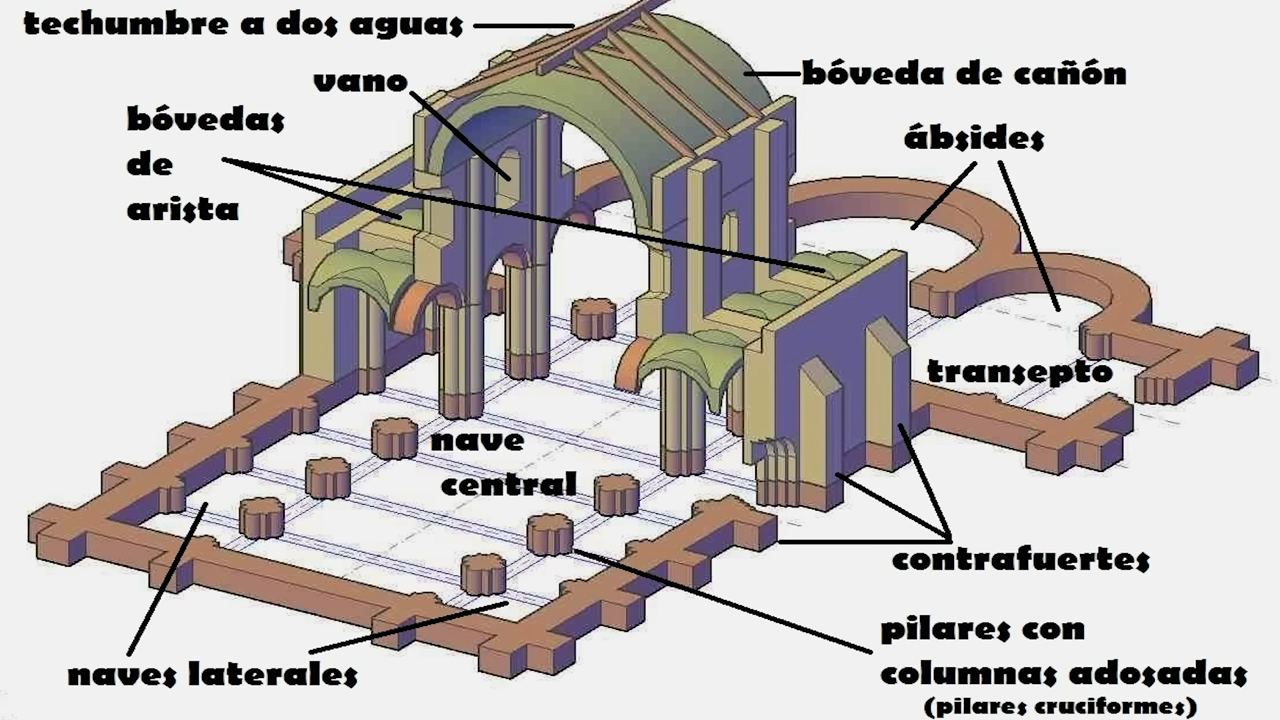 techumbre a dos aguas
vano
bóveda de cañón
bóvedas
de
arista
ábsides
transepto
nave
central
contrafuertes
pilares con
columnas adosadas
(pilares cruciformes)
naves laterales